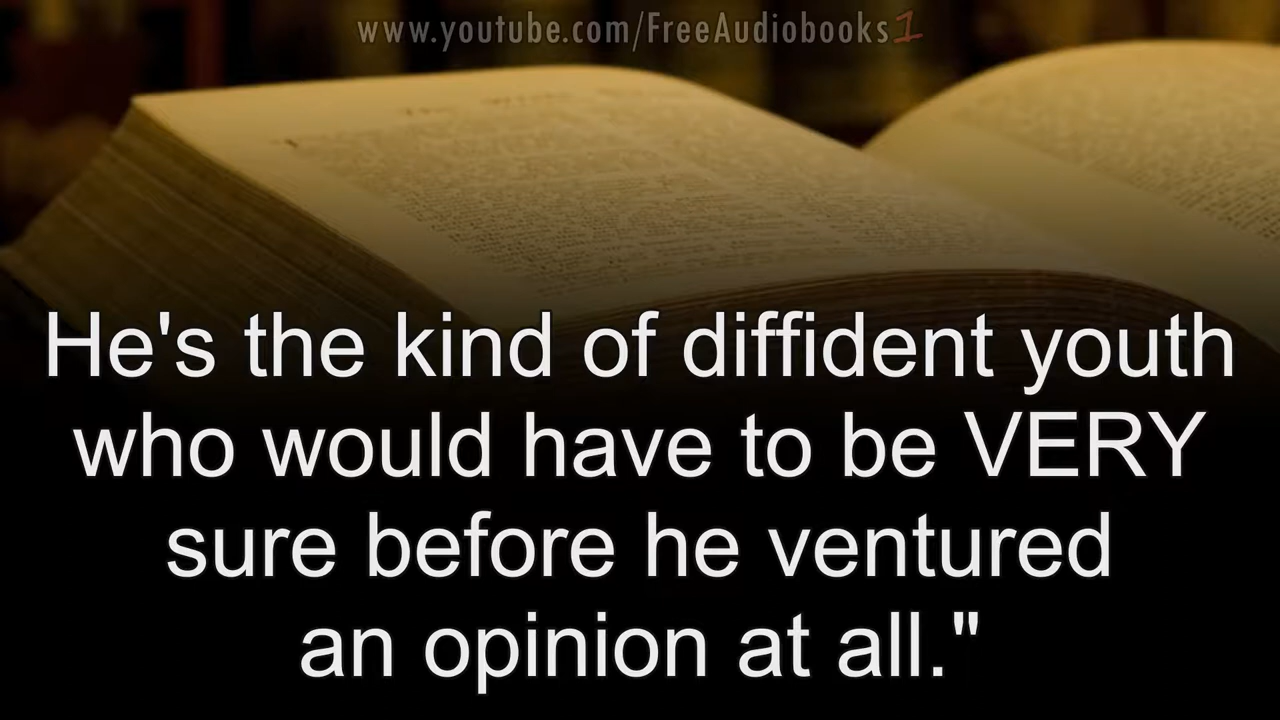 www.youtube.com/FreeAudiobooks1
He's the kind of diffident youth
who would have to be VERY
sure before he ventured
an opinion at all."